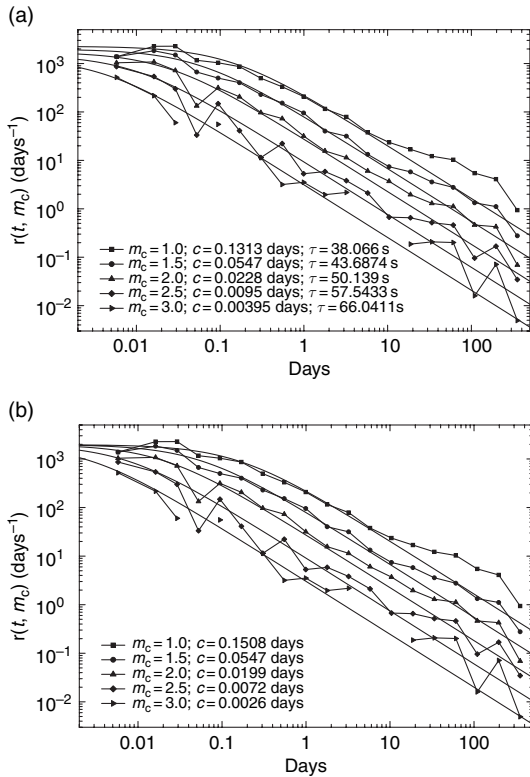 (a)
r(t, m_c) (days⁻¹)
10³
10²
10¹
10⁰
10⁻¹
10⁻²
m_c = 1.0; c = 0.1313 days; τ = 38.066 s
m_c = 1.5; c = 0.0547 days; τ = 43.6874 s
m_c = 2.0; c = 0.0228 days; τ = 50.139 s
m_c = 2.5; c = 0.0095 days; τ = 57.5433 s
m_c = 3.0; c = 0.00395 days; τ = 66.0411s
0.01 0.1 1 10 100
Days
(b)
r(t, m_c) (days⁻¹)
10³
10²
10¹
10⁰
10⁻¹
10⁻²
m_c = 1.0; c = 0.1508 days
m_c = 1.5; c = 0.0547 days
m_c = 2.0; c = 0.0199 days
m_c = 2.5; c = 0.0072 days
m_c = 3.0; c = 0.0026 days
0.01 0.1 1 10 100
Days